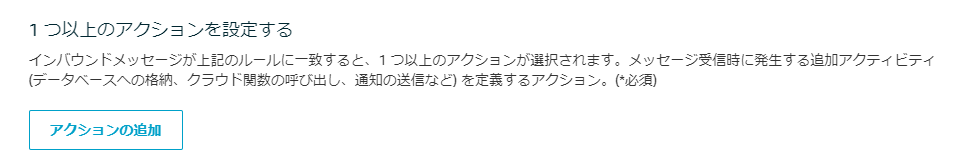 1 つ以上のアクションを設定する
インバウンドメッセージが上記のルールに一致すると、1 つ以上のアクションが選択されます。メッセージ受信時に発生する追加アクティビティ
(データベースへの格納、クラウド関数の呼び出し、通知の送信など) を定義するアクション。(*必須)
アクションの追加